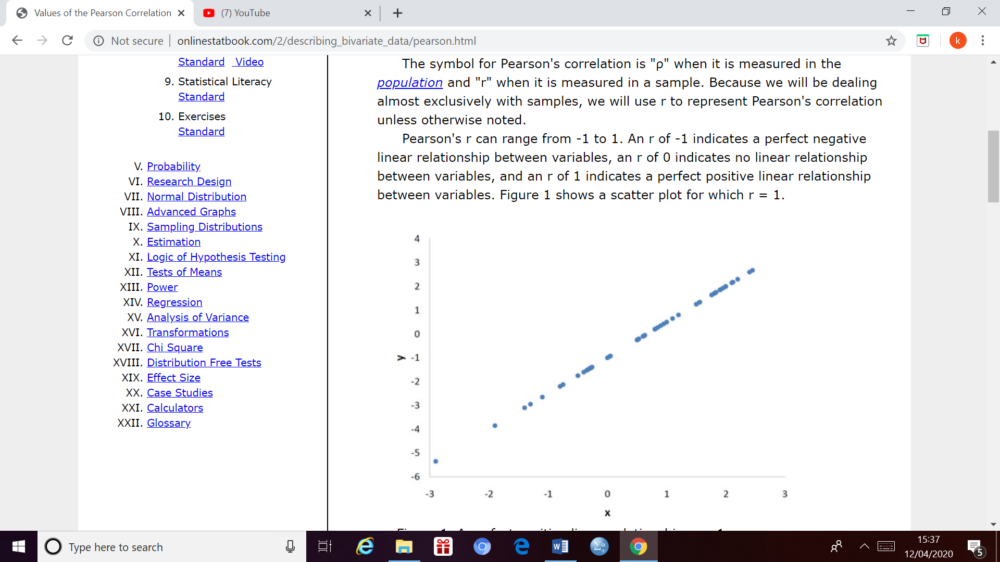 Values of the Pearson Correlation
(7) YouTube
Not secure
onlinestatbook.com/2/describing_bivariate_data/pearson.html
k
Standard Video
9. Statistical Literacy
Standard
10. Exercises
Standard
V. Probability
VI. Research Design
VII. Normal Distribution
VIII. Advanced Graphs
IX. Sampling Distributions
X. Estimation
XI. Logic of Hypothesis Testing
XII. Tests of Means
XIII. Power
XIV. Regression
XV. Analysis of Variance
XVI. Transformations
XVII. Chi Square
XVIII. Distribution Free Tests
XIX. Effect Size
XX. Case Studies
XXI. Calculators
XXII. Glossary
The symbol for Pearson's correlation is "ρ" when it is measured in the
population and "r" when it is measured in a sample. Because we will be dealing
almost exclusively with samples, we will use r to represent Pearson's correlation
unless otherwise noted.
Pearson's r can range from -1 to 1. An r of -1 indicates a perfect negative
linear relationship between variables, an r of 0 indicates no linear relationship
between variables, and an r of 1 indicates a perfect positive linear relationship
between variables. Figure 1 shows a scatter plot for which r = 1.
4
3
2
1
0
-1
-2
-3
-4
-5
-6
y
-3 -2 -1 0 1 2 3
x
Type here to search
15:37
12/04/2020
5